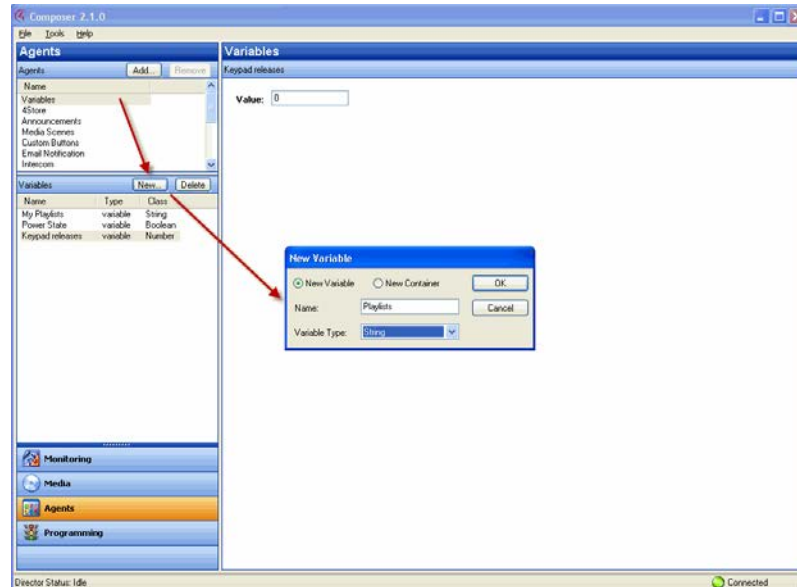 Composer 2.1.0
File Tools Help
Agents
Agents Add... Remove
Name
Variables
4Store
Announcements
Media Scenes
Custom Buttons
Email Notification
Intercom
Variables New... Delete
Name Type Class
My Playlists variable String
Power State variable Boolean
Keypad releases variable Number
Monitoring
Media
Agents
Programming
Variables
Keypad releases
Value: 0
New Variable
New Variable New Container OK
Name: Playlists Cancel
Variable Type: String
Director Status: Idle Connected